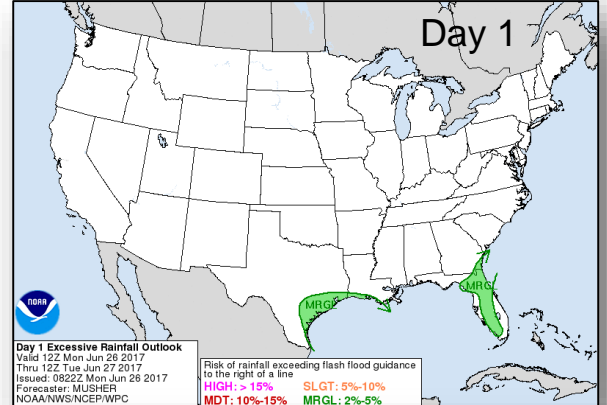 Day 1
MRGL
MRGL
NOAA
Day 1 Excessive Rainfall Outlook
Valid 12Z Mon Jun 26 2017
Thru 12Z Tue Jun 27 2017
Issued: 0822Z Mon Jun 26 2017
Forecaster: MUSHER
NOAA/NWS/NCEP/WPC
Risk of rainfall exceeding flash flood guidance
to the right of a line
HIGH: > 15% SLGT: 5%-10%
MDT: 10%-15% MRGL: 2%-5%